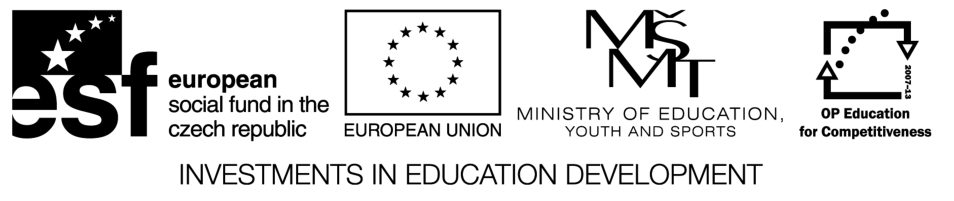 esf
european
social fund in the
czech republic
EUROPEAN UNION
MŠMT
MINISTRY OF EDUCATION,
YOUTH AND SPORTS
2007-13
OP Education
for Competitiveness
INVESTMENTS IN EDUCATION DEVELOPMENT